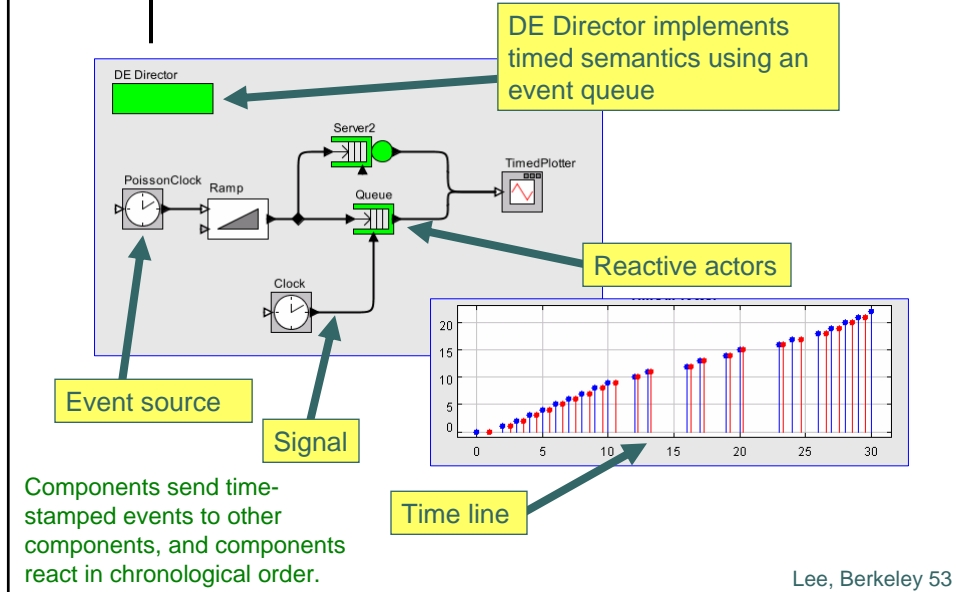 DE Director implements
timed semantics using an
event queue
DE Director
Server2
TimedPlotter
PoissonClock
Ramp
Queue
Reactive actors
Clock
20
15
10
5
0
0 5 10 15 20 25 30
Event source
Signal
Time line
Components send time-
stamped events to other
components, and components
react in chronological order.
Lee, Berkeley 53